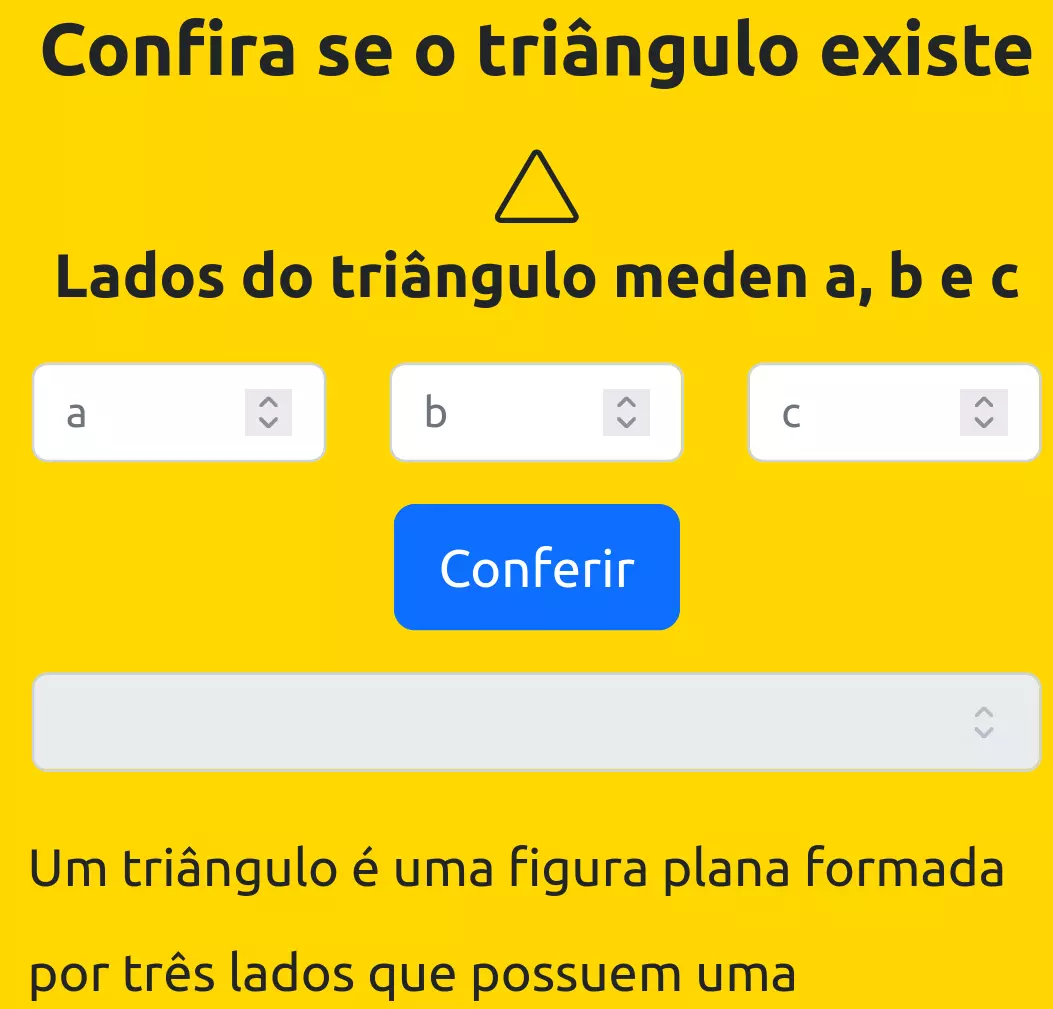 Confira se o triângulo existe
Lados do triângulo meden a, b e c
a b c
Conferir
Um triângulo é uma figura plana formada
por três lados que possuem uma